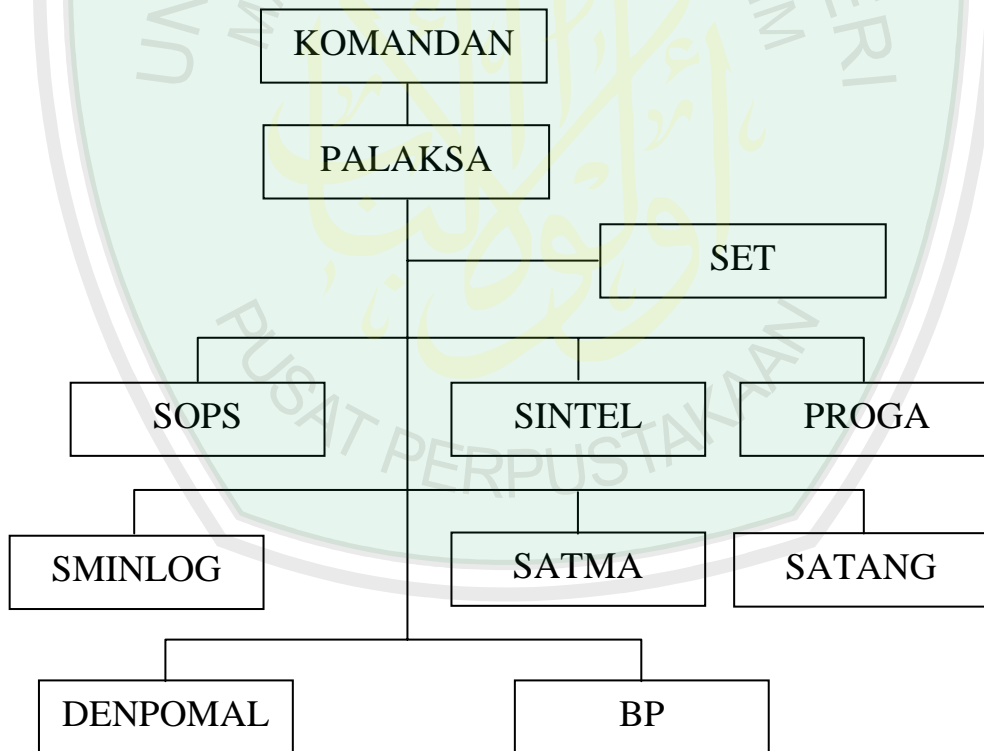 KOMANDAN
PALAKSA
SET
SOPS
SINTEL
PROGA
SMINLOG
SATMA
SATANG
DENPOMAL
BP
PUSAT PERPUSTAKAAN